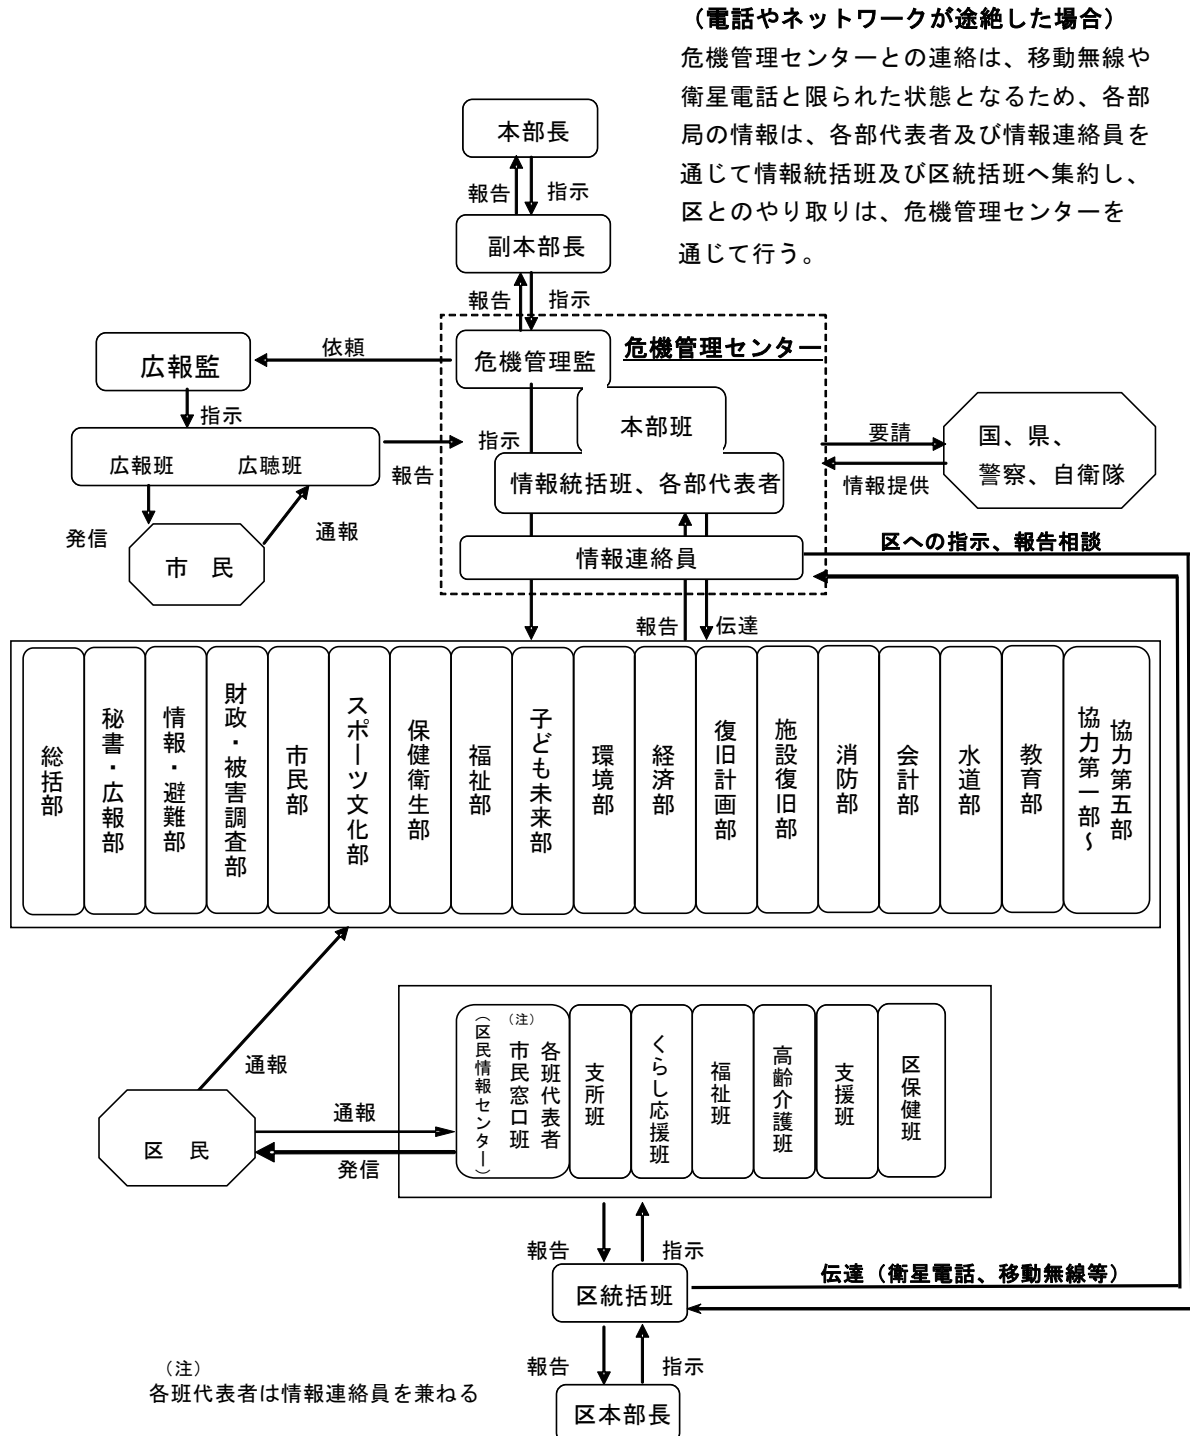 （電話やネットワークが途絶した場合）
危機管理センターとの連絡は、移動無線や
衛星電話と限られた状態となるため、各部
局の情報は、各部代表者及び情報連絡員を
通じて情報統括班及び区統括班へ集約し、
区とのやり取りは、危機管理センターを
通じて行う。
本部長
報告
指示
副本部長
報告
指示
危機管理センター
危機管理監
依頼
広報監
指示
広報班
広聴班
報告
指示
本部班
情報統括班、各部代表者
情報連絡員
要請
情報提供
国、県、
警察、自衛隊
発信
通報
市　民
区への指示、報告相談
報告
伝達
総括部
秘書・広報部
情報・避難部
財政・被害調査部
市民部
スポーツ文化部
保健衛生部
福祉部
子ども未来部
環境部
経済部
復旧計画部
施設復旧部
消防部
会計部
水道部
教育部
協力第一部～
協力第五部
通報
区　民
通報
発信
（注）
各班代表者
市民窓口班
（区民情報センター）
支所班
くらし応援班
福祉班
高齢介護班
支援班
区保健班
報告
指示
区統括班
伝達（衛星電話、移動無線等）
報告
指示
区本部長
（注）
各班代表者は情報連絡員を兼ねる